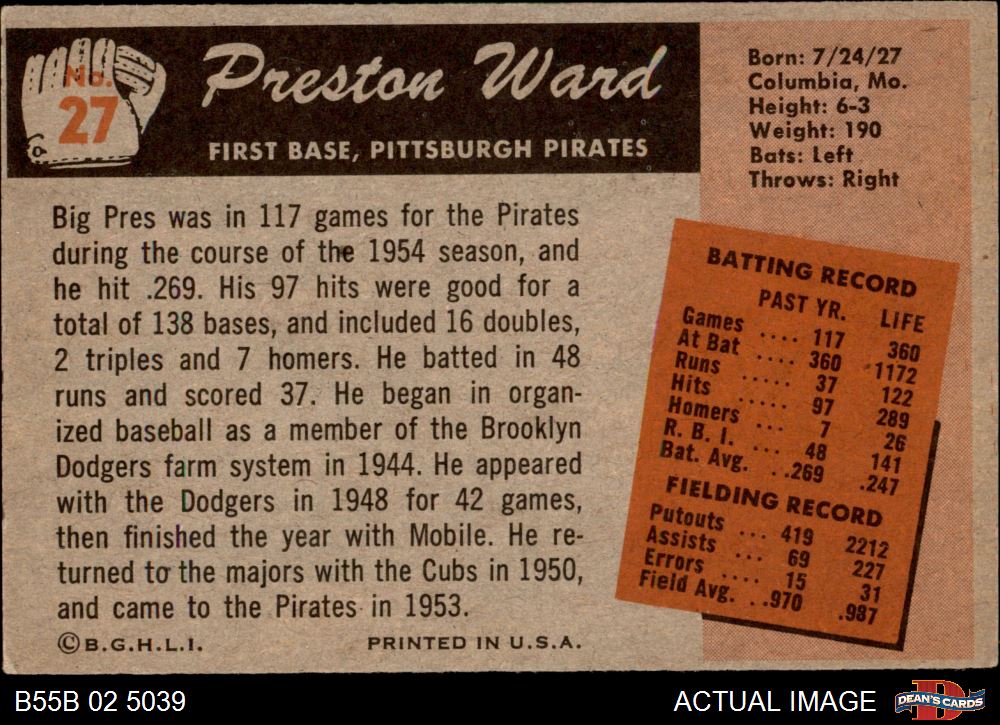 No.
27
Preston Ward
FIRST BASE, PITTSBURGH PIRATES
Born: 7/24/27
Columbia, Mo.
Height: 6-3
Weight: 190
Bats: Left
Throws: Right
Big Pres was in 117 games for the Pirates
during the course of the 1954 season, and
he hit .269. His 97 hits were good for a
total of 138 bases, and included 16 doubles,
2 triples and 7 homers. He batted in 48
runs and scored 37. He began in organ-
ized baseball as a member of the Brooklyn
Dodgers farm system in 1944. He appeared
with the Dodgers in 1948 for 42 games,
then finished the year with Mobile. He re-
turned to the majors with the Cubs in 1950,
and came to the Pirates in 1953.
©B.G.H.L.I. PRINTED IN U.S.A.
BATTING RECORD
PAST YR. LIFE
Games .... 117 360
At Bat .... 360 1172
Runs ..... 37 122
Hits ..... 97 289
Homers ... 7 26
R. B. I. ... 48 141
Bat. Avg. ..269 .247
FIELDING RECORD
Putouts ... 419 2212
Assists ... 69 227
Errors .... 15 31
Field Avg. ..970 .987
B55B 02 5039 ACTUAL IMAGE
D
DEAN'S CARDS